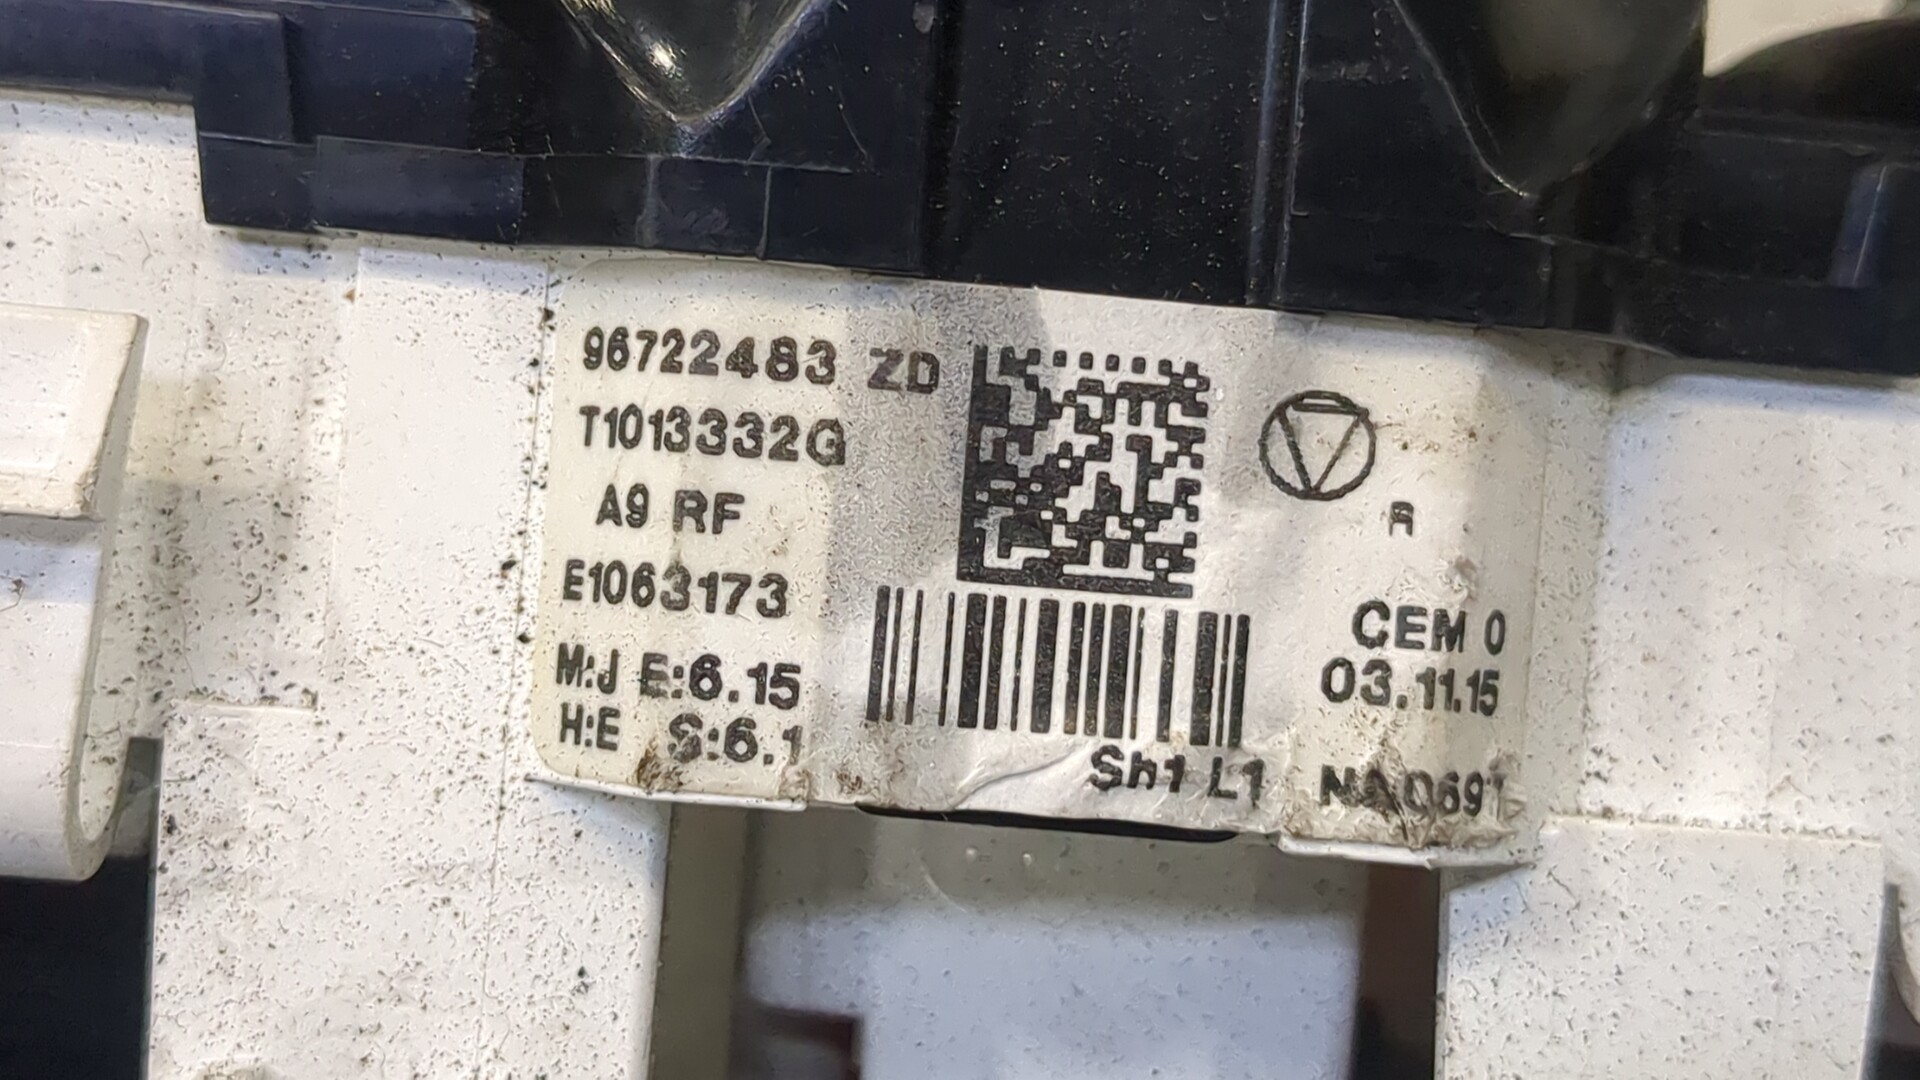 96722483 ZD
T1013332G
A9 RF
E1063173
M:J E:6.15
H:E S:6.1
R
CEM 0
03.11.15
Sh1 L1